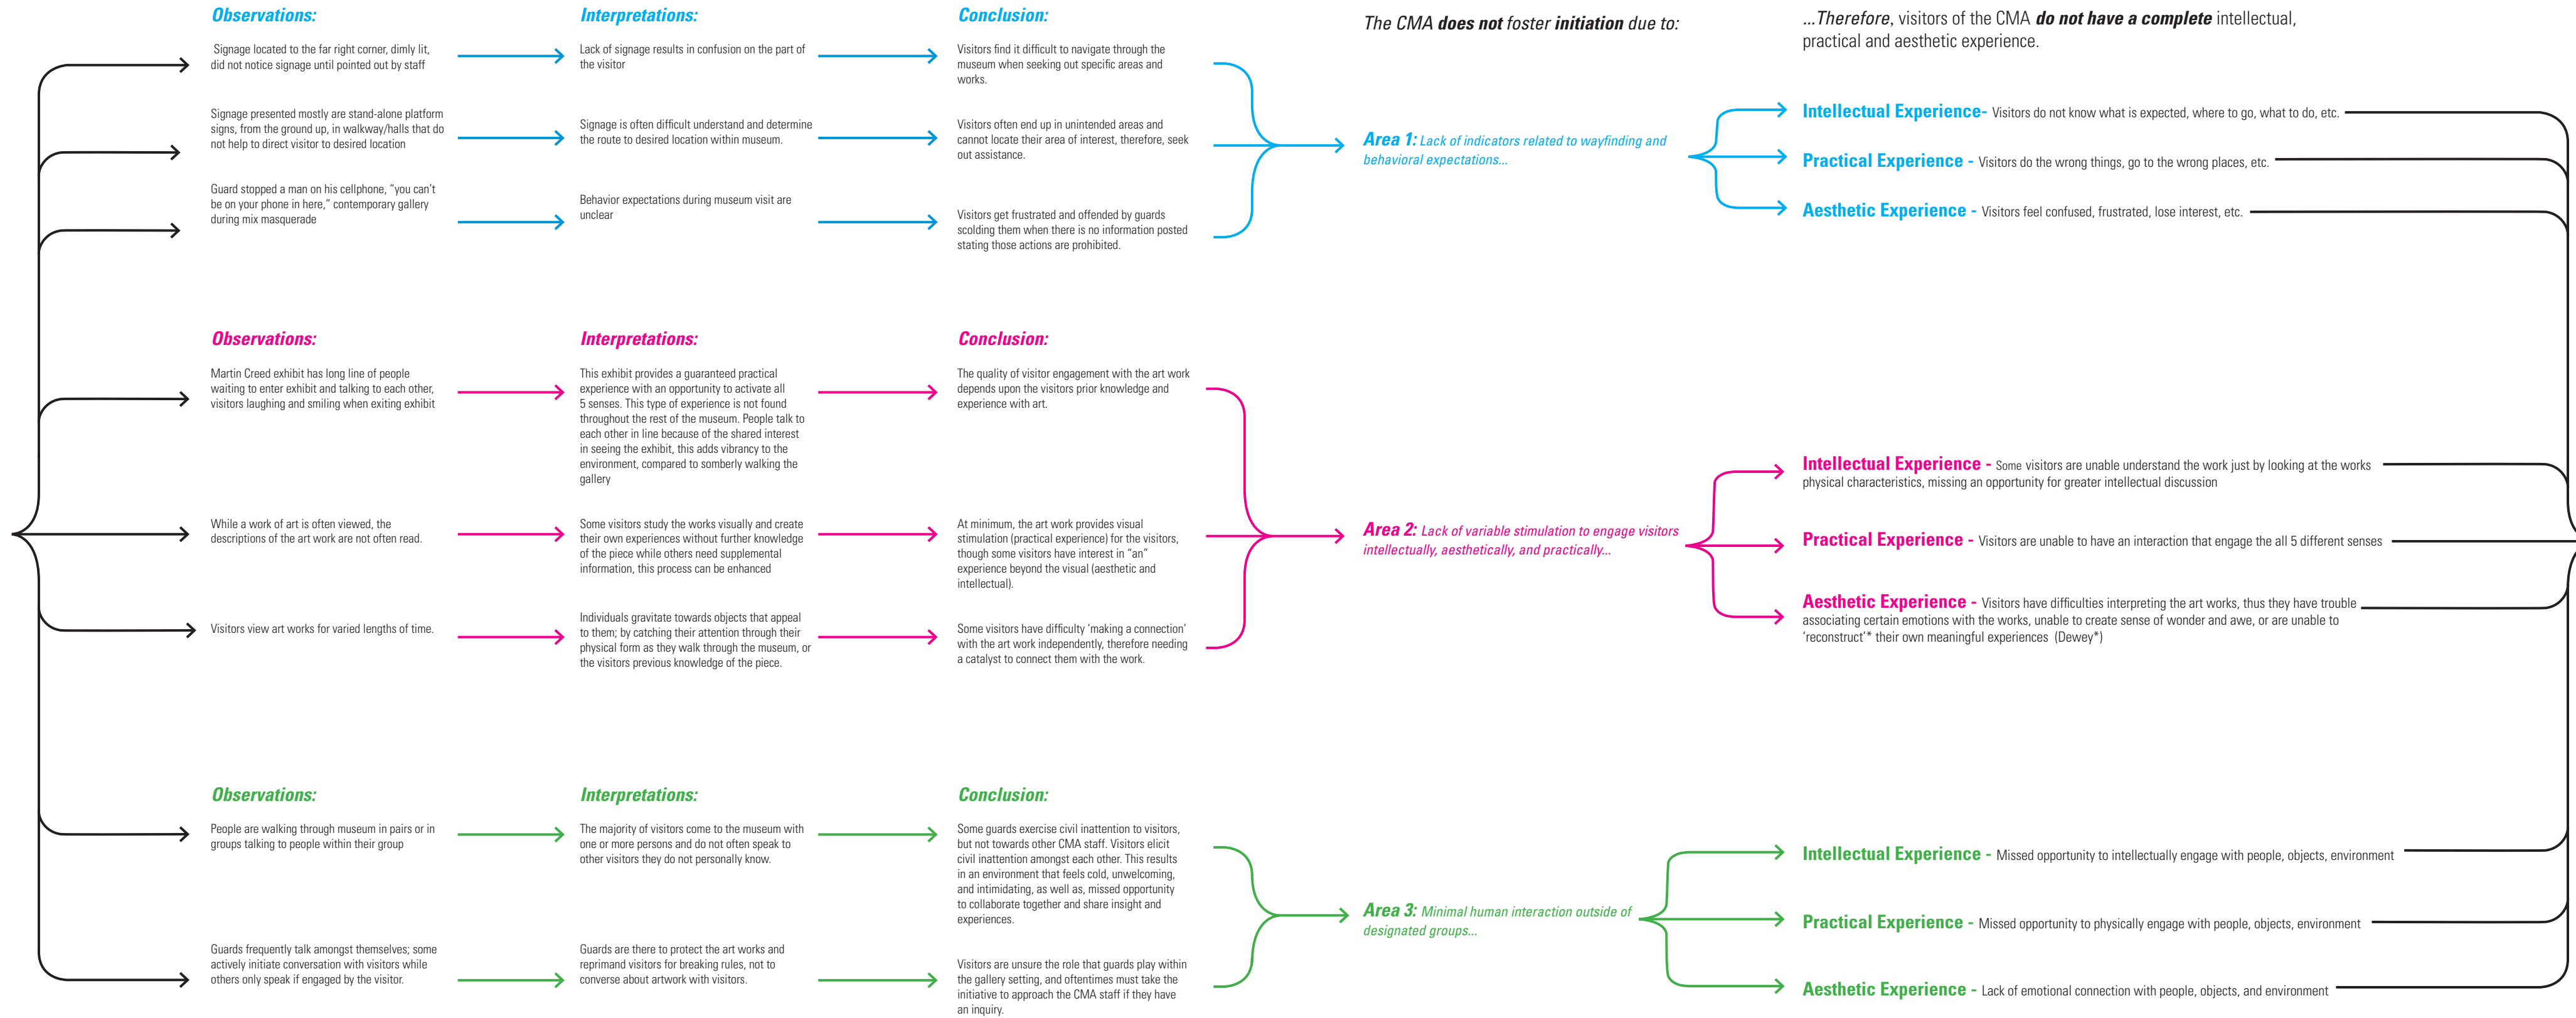 Observations:
Interpretations:
Conclusion:
The CMA does not foster initiation due to:
...Therefore, visitors of the CMA do not have a complete intellectual,
practical and aesthetic experience.
Signage located to the far right corner, dimly lit,
did not notice signage until pointed out by staff
Lack of signage results in confusion on the part of
the visitor
Visitors find it difficult to navigate through the
museum when seeking out specific areas and
works.
Signage presented mostly are stand-alone platform
signs, from the ground up, in walkway/halls that do
not help to direct visitor to desired location
Signage is often difficult understand and determine
the route to desired location within museum.
Visitors often end up in unintended areas and
cannot locate their area of interest, therefore, seek
out assistance.
Guard stopped a man on his cellphone, “you can’t
be on your phone in here,” contemporary gallery
during mix masquerade
Behavior expectations during museum visit are
unclear
Visitors get frustrated and offended by guards
scolding them when there is no information posted
stating those actions are prohibited.
Area 1: Lack of indicators related to wayfinding and
behavioral expectations...
Intellectual Experience- Visitors do not know what is expected, where to go, what to do, etc.
Practical Experience - Visitors do the wrong things, go to the wrong places, etc.
Aesthetic Experience - Visitors feel confused, frustrated, lose interest, etc.
Observations:
Interpretations:
Conclusion:
Martin Creed exhibit has long line of people
waiting to enter exhibit and talking to each other,
visitors laughing and smiling when exiting exhibit
This exhibit provides a guaranteed practical
experience with an opportunity to activate all
5 senses. This type of experience is not found
throughout the rest of the museum. People talk to
each other in line because of the shared interest
in seeing the exhibit, this adds vibrancy to the
environment, compared to somberly walking the
gallery
The quality of visitor engagement with the art work
depends upon the visitors prior knowledge and
experience with art.
While a work of art is often viewed, the
descriptions of the art work are not often read.
Some visitors study the works visually and create
their own experiences without further knowledge
of the piece while others need supplemental
information, this process can be enhanced
At minimum, the art work provides visual
stimulation (practical experience) for the visitors,
though some visitors have interest in “an”
experience beyond the visual (aesthetic and
intellectual).
Visitors view art works for varied lengths of time.
Individuals gravitate towards objects that appeal
to them; by catching their attention through their
physical form as they walk through the museum, or
the visitors previous knowledge of the piece.
Some visitors have difficulty ‘making a connection’
with the art work independently, therefore needing
a catalyst to connect them with the work.
Area 2: Lack of variable stimulation to engage visitors
intellectually, aesthetically, and practically...
Intellectual Experience - Some visitors are unable understand the work just by looking at the works
physical characteristics, missing an opportunity for greater intellectual discussion
Practical Experience - Visitors are unable to have an interaction that engage the all 5 different senses
Aesthetic Experience - Visitors have difficulties interpreting the art works, thus they have trouble
associating certain emotions with the works, unable to create sense of wonder and awe, or are unable to
‘reconstruct’* their own meaningful experiences (Dewey*)
Observations:
Interpretations:
Conclusion:
People are walking through museum in pairs or in
groups talking to people within their group
The majority of visitors come to the museum with
one or more persons and do not often speak to
other visitors they do not personally know.
Some guards exercise civil inattention to visitors,
but not towards other CMA staff. Visitors elicit
civil inattention amongst each other. This results
in an environment that feels cold, unwelcoming,
and intimidating, as well as, missed opportunity
to collaborate together and share insight and
experiences.
Guards frequently talk amongst themselves; some
actively initiate conversation with visitors while
others only speak if engaged by the visitor.
Guards are there to protect the art works and
reprimand visitors for breaking rules, not to
converse about artwork with visitors.
Visitors are unsure the role that guards play within
the gallery setting, and oftentimes must take the
initiative to approach the CMA staff if they have
an inquiry.
Area 3: Minimal human interaction outside of
designated groups...
Intellectual Experience - Missed opportunity to intellectually engage with people, objects, environment
Practical Experience - Missed opportunity to physically engage with people, objects, environment
Aesthetic Experience - Lack of emotional connection with people, objects, and environment